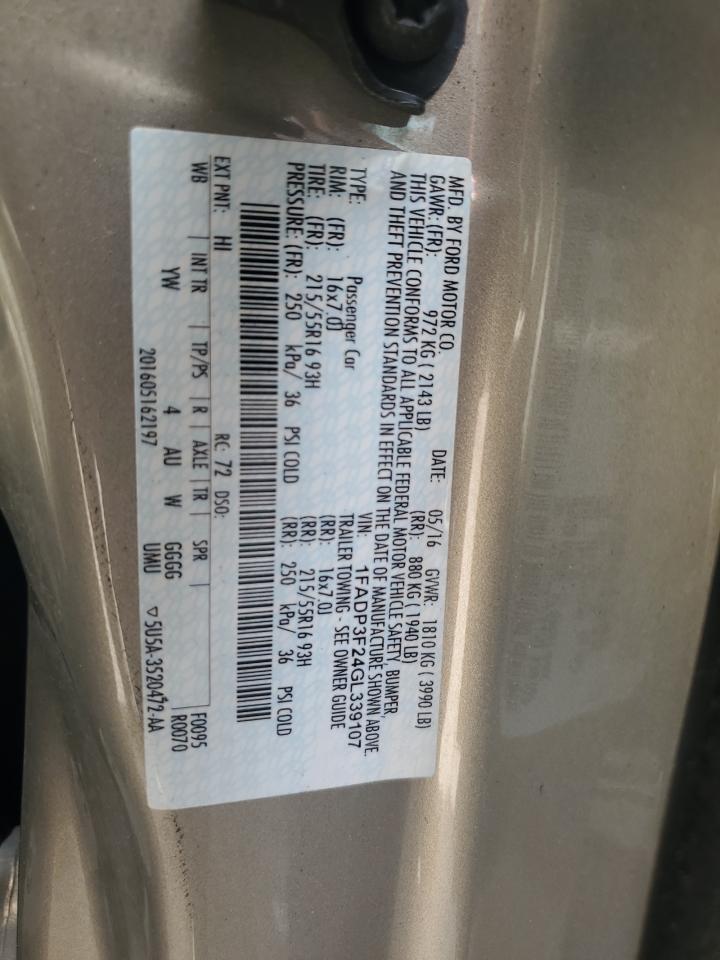 MFD. BY FORD MOTOR CO.
DATE: 05/16 GVWR: 1810 KG ( 3990 LB)
GAWR: (FR): 972 KG ( 2143 LB) (RR): 880 KG ( 1940 LB)
THIS VEHICLE CONFORMS TO ALL APPLICABLE FEDERAL MOTOR VEHICLE SAFETY, BUMPER,
AND THEFT PREVENTION STANDARDS IN EFFECT ON THE DATE OF MANUFACTURE SHOWN ABOVE.
VIN: 1FADP3F24GL339107
TYPE: Passenger Car TRAILER TOWING - SEE OWNER GUIDE
RIM: (FR): 16x7.0J (RR): 16x7.0J
TIRE: (FR): 215/55R16 93H (RR): 215/55R16 93H
PRESSURE: (FR): 250 kPa/ 36 PSI COLD (RR): 250 kPa/ 36 PSI COLD
EXT PNT: HI RC: 72 DSO: F0095
WB INT TR TP/PS R AXLE TR SPR R0070
YW 4 AU W GGGG
201605162197 UMU ▽5U5A-3520472-AA